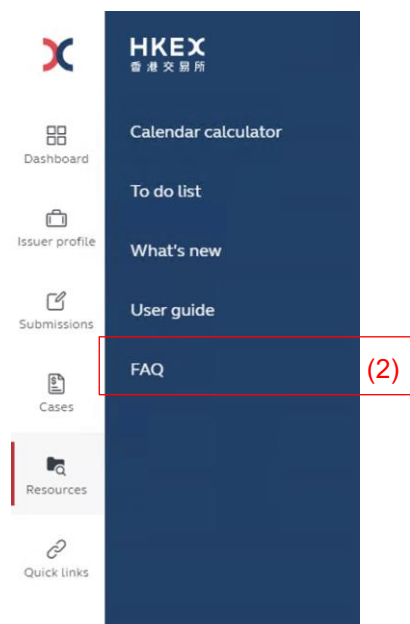 HKEX
香港交易所
Dashboard
Issuer profile
Submissions
Cases
Resources
Quick links
Calendar calculator
To do list
What's new
User guide
FAQ
(2)